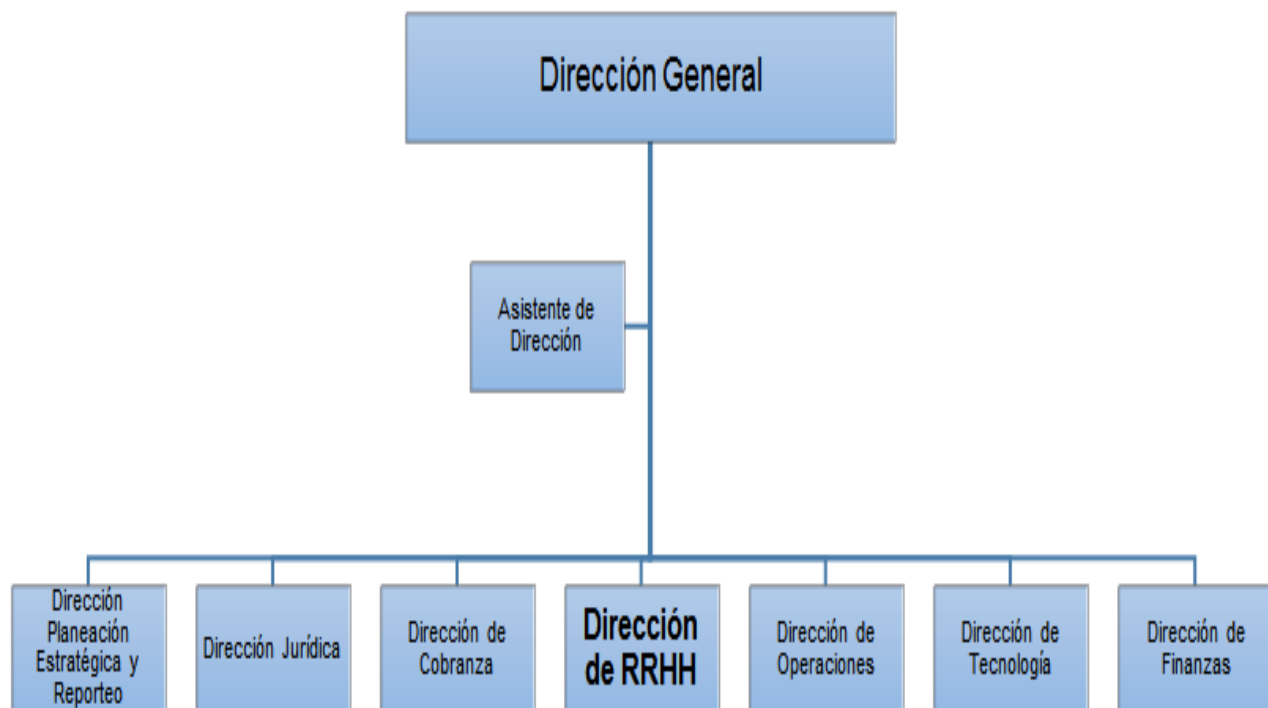 Dirección General
Asistente de
Dirección
Dirección
Planeación
Estratégica y
Reporteo
Dirección Jurídica
Dirección de
Cobranza
Dirección
de RRHH
Dirección de
Operaciones
Dirección de
Tecnología
Dirección de
Finanzas